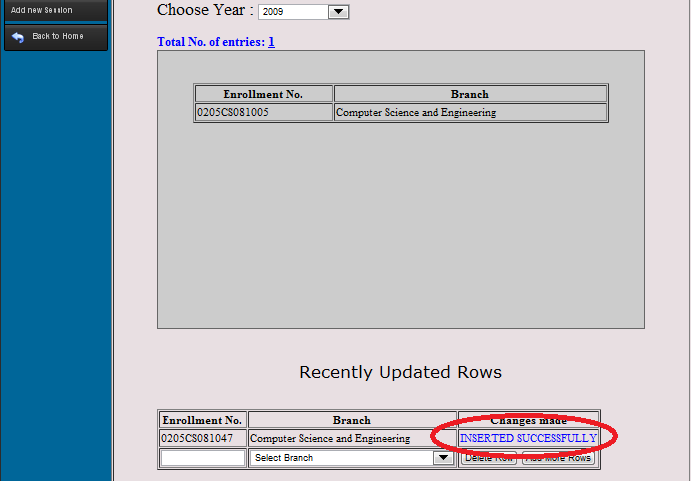 Add new Session
Back to Home
Choose Year : 2009
Total No. of entries: 1
Enrollment No. Branch
0205CS081005 Computer Science and Engineering
Recently Updated Rows
Enrollment No. Branch Changes made
0205CS081047 Computer Science and Engineering INSERTED SUCCESSFULLY
Select Branch Delete Row Add More Rows